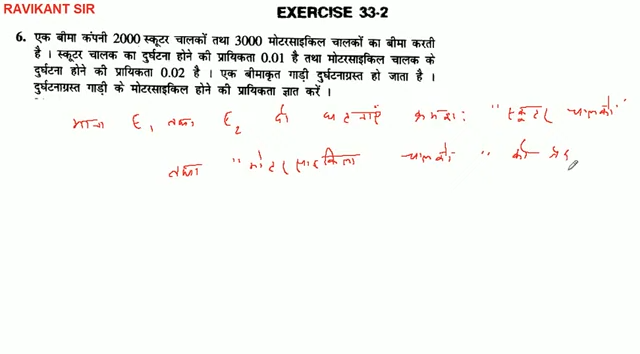 RAVIKANT SIR
EXERCISE 33-2
6. एक बीमा कंपनी 2000 स्कूटर चालकों तथा 3000 मोटरसाइकिल चालकों का बीमा करती
है । स्कूटर चालक का दुर्घटना होने की प्रायिकता 0.01 है तथा मोटरसाइकिल चालक के
दुर्घटना होने की प्रायिकता 0.02 है । एक बीमाकृत गाड़ी दुर्घटनाग्रस्त हो जाता है ।
दुर्घटनाग्रस्त गाड़ी के मोटरसाइकिल होने की प्रायिकता ज्ञात करें ।
माना E1 तथा E2 दो घटनाएं क्रमशः "स्कूटर चालकों"
तथा "मोटरसाइकिल चालकों" की